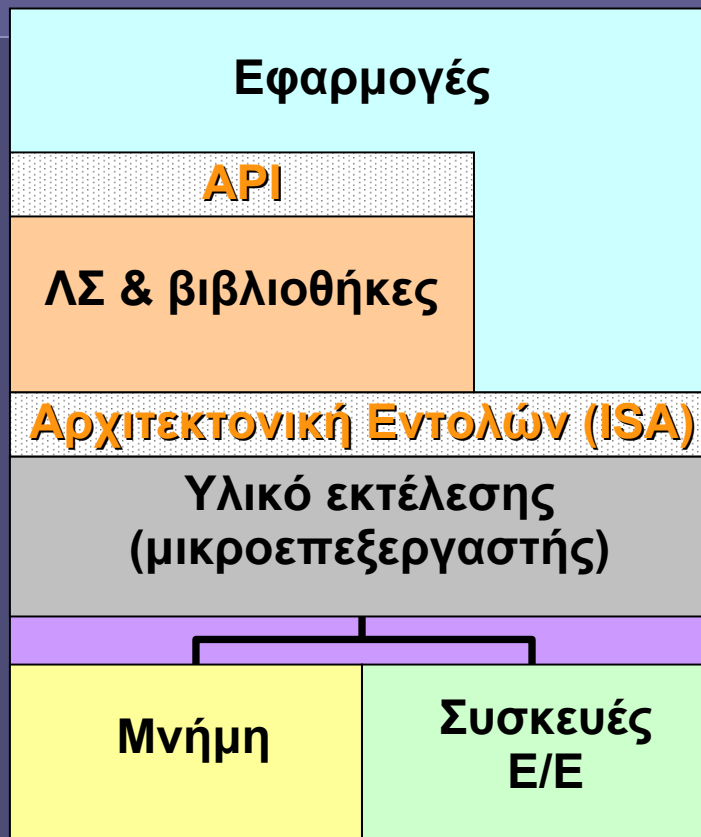 Εφαρμογές
API
ΛΣ & βιβλιοθήκες
Αρχιτεκτονική Εντολών (ISA)
Υλικό εκτέλεσης
(μικροεπεξεργαστής)
Μνήμη
Συσκευές
Ε/Ε